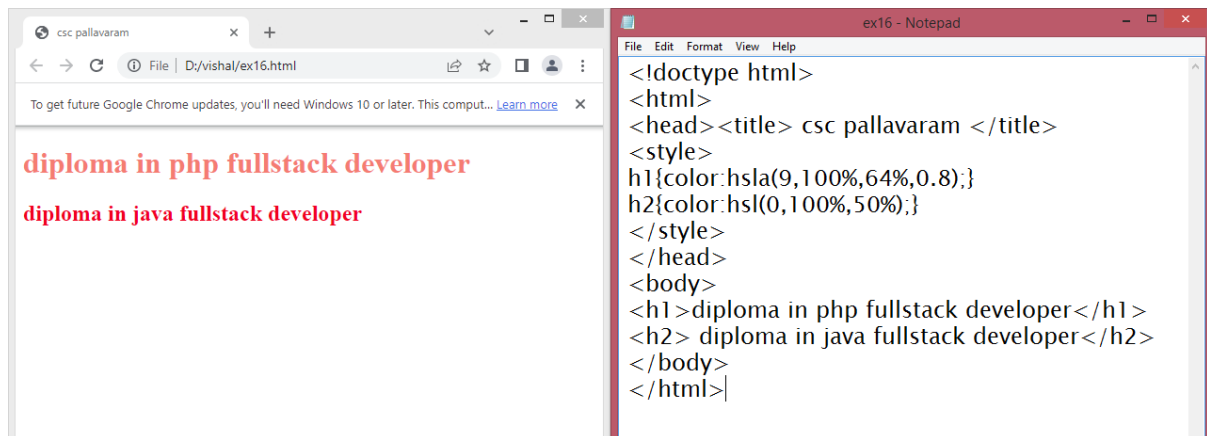 csc pallavaram
File D:/vishal/ex16.html
To get future Google Chrome updates, you'll need Windows 10 or later. This comput... Learn more
diploma in php fullstack developer
diploma in java fullstack developer
ex16 - Notepad
File Edit Format View Help
<!doctype html>
<html>
<head><title> csc pallavaram </title>
<style>
h1{color:hsla(9,100%,64%,0.8);}
h2{color:hsl(0,100%,50%);}
</style>
</head>
<body>
<h1>diploma in php fullstack developer</h1>
<h2> diploma in java fullstack developer</h2>
</body>
</html>